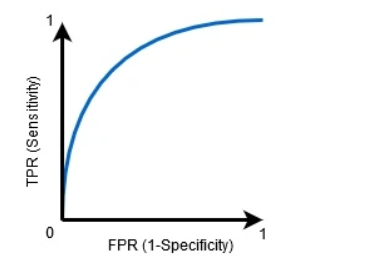 1
TPR (Sensitivity)
0
FPR (1-Specificity)
1